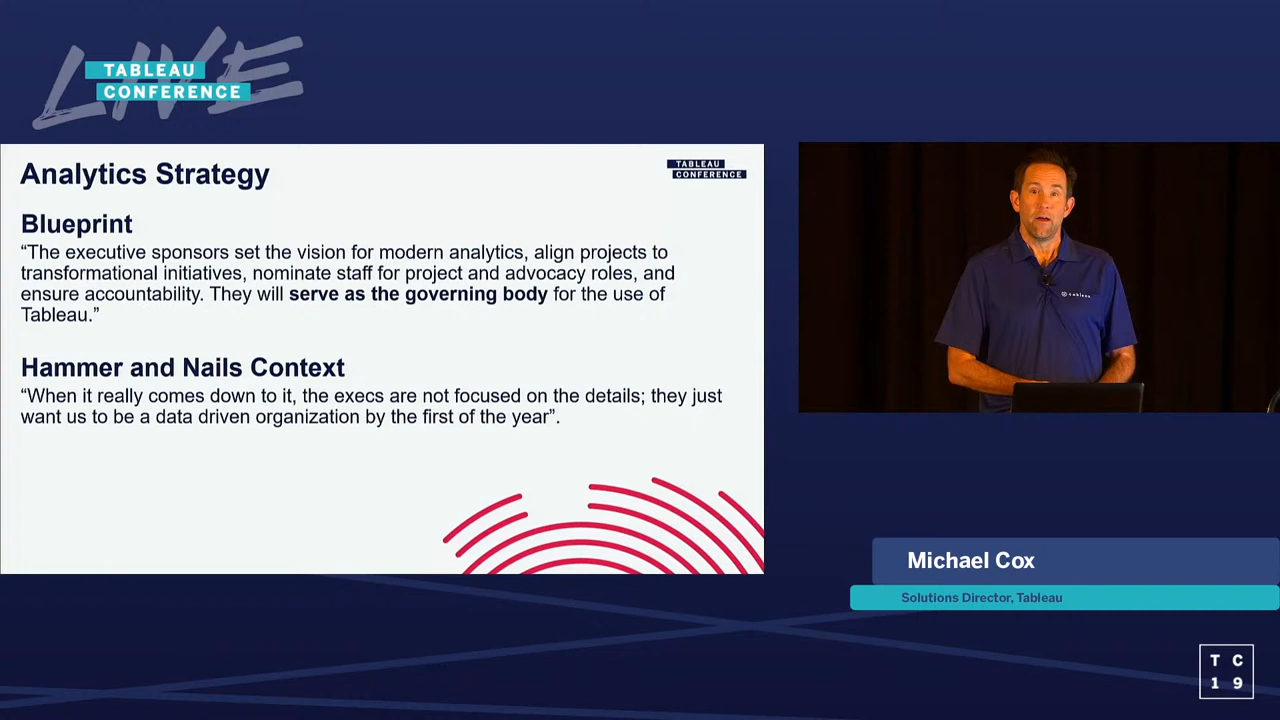 LIVE
TABLEAU
CONFERENCE
Analytics Strategy
TABLEAU
CONFERENCE
Blueprint
“The executive sponsors set the vision for modern analytics, align projects to
transformational initiatives, nominate staff for project and advocacy roles, and
ensure accountability. They will serve as the governing body for the use of
Tableau.”
Hammer and Nails Context
“When it really comes down to it, the execs are not focused on the details; they just
want us to be a data driven organization by the first of the year”.
tableau
Michael Cox
Solutions Director, Tableau
T C
1 9